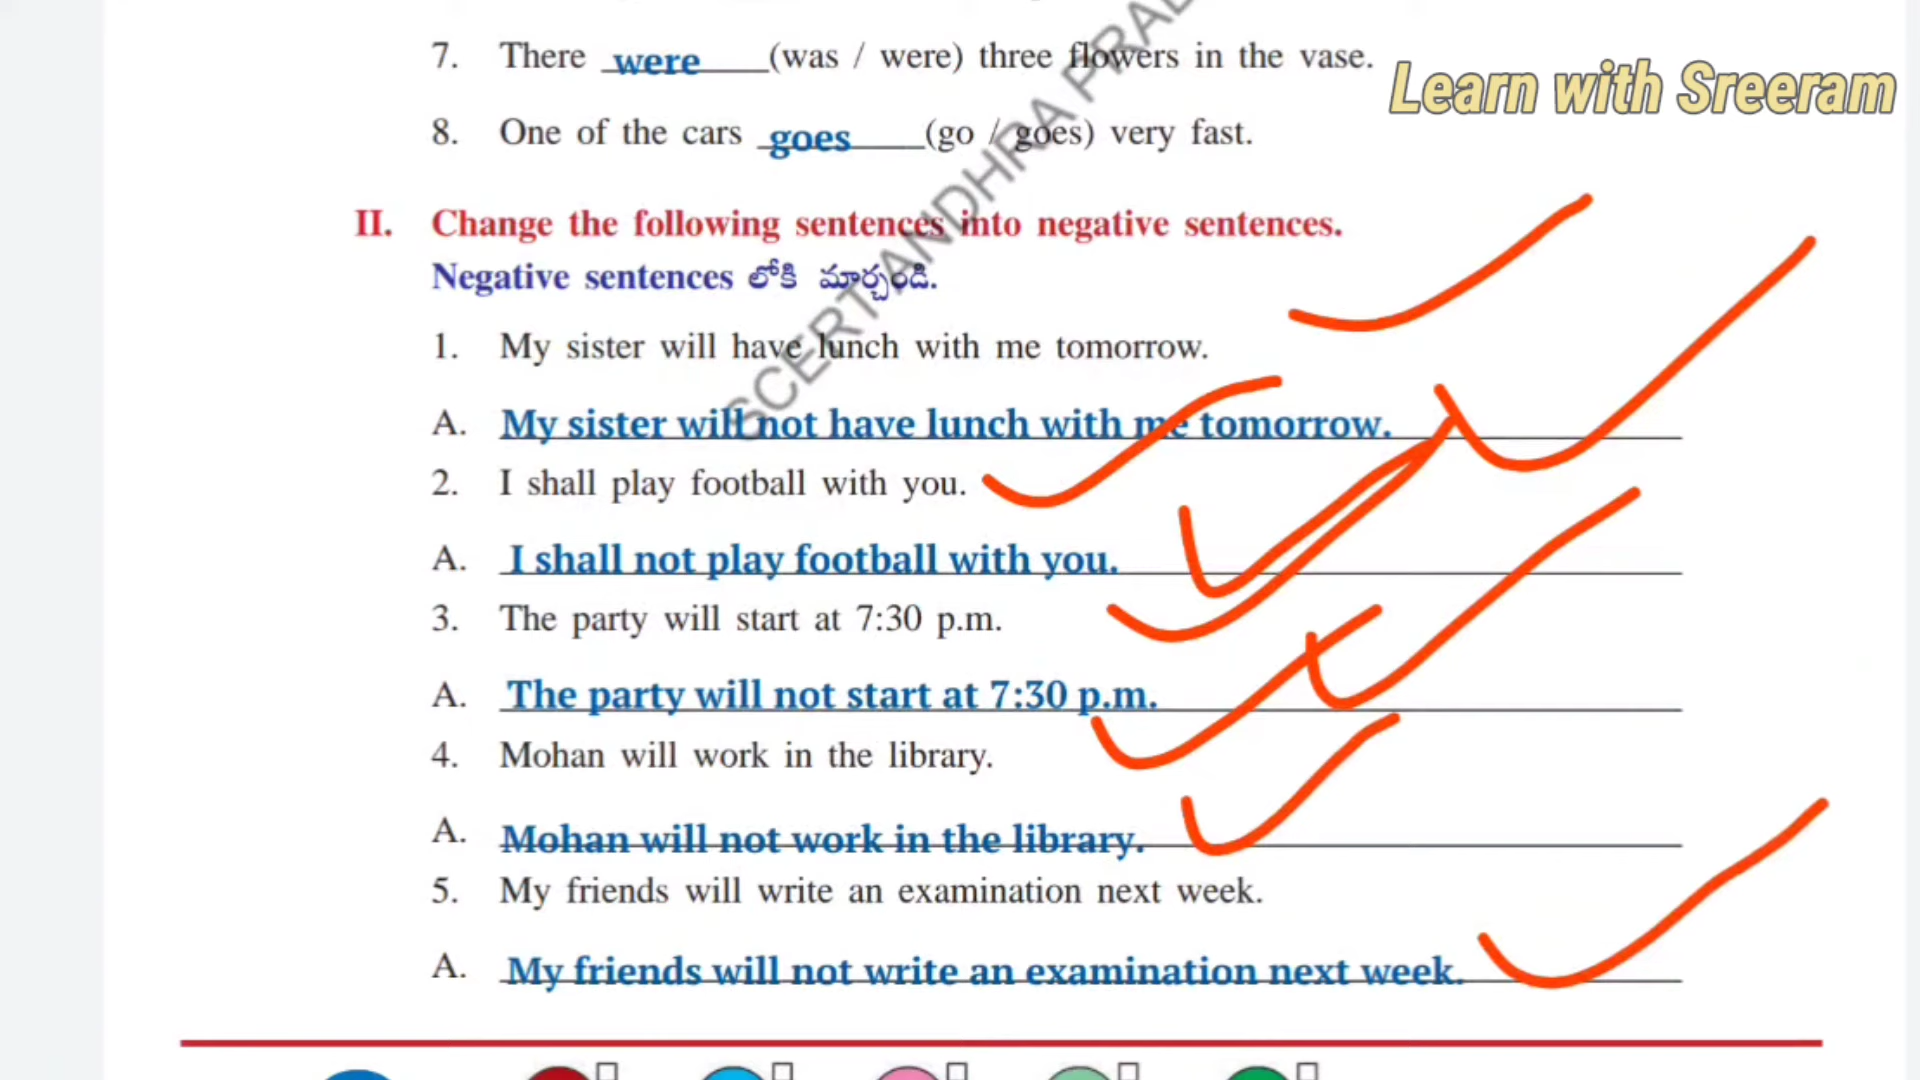 7. There were (was / were) three flowers in the vase.
Learn with Sreeram
8. One of the cars goes (go / goes) very fast.
II. Change the following sentences into negative sentences.
Negative sentences లోకి మార్చండి.
1. My sister will have lunch with me tomorrow.
A. My sister will not have lunch with me tomorrow.
2. I shall play football with you.
A. I shall not play football with you.
3. The party will start at 7:30 p.m.
A. The party will not start at 7:30 p.m.
4. Mohan will work in the library.
A. Mohan will not work in the library.
5. My friends will write an examination next week.
A. My friends will not write an examination next week.
SCERT ANDHRA